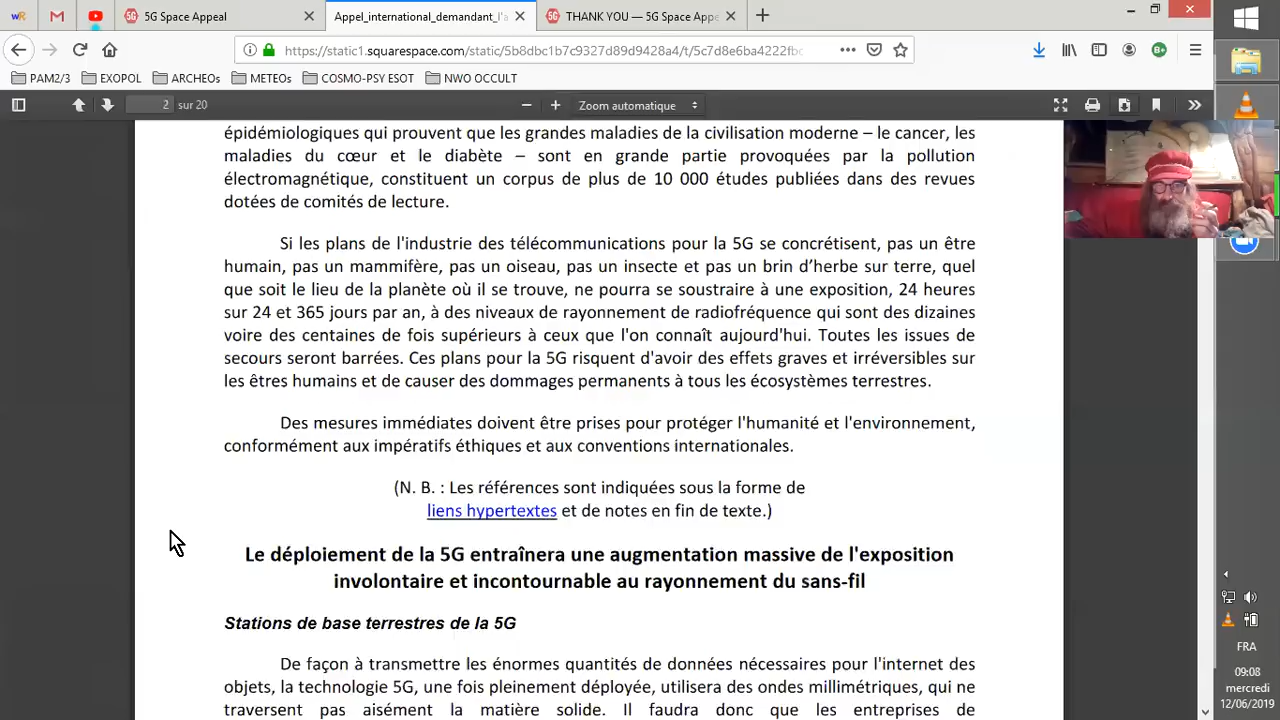 5G Space Appeal
Appel_international_demandant_l'a
THANK YOU — 5G Space Appe
https://static1.squarespace.com/static/5b8dbc1b7c9327d89d9428a4/t/5c7d8e6ba4222fbc
PAM2/3 EXOPOL ARCHEOs METEOs COSMO-PSY ESOT NWO OCCULT
2 sur 20 Zoom automatique
épidémiologiques qui prouvent que les grandes maladies de la civilisation moderne – le cancer, les
maladies du cœur et le diabète – sont en grande partie provoquées par la pollution
électromagnétique, constituent un corpus de plus de 10 000 études publiées dans des revues
dotées de comités de lecture.
Si les plans de l'industrie des télécommunications pour la 5G se concrétisent, pas un être
humain, pas un mammifère, pas un oiseau, pas un insecte et pas un brin d’herbe sur terre, quel
que soit le lieu de la planète où il se trouve, ne pourra se soustraire à une exposition, 24 heures
sur 24 et 365 jours par an, à des niveaux de rayonnement de radiofréquence qui sont des dizaines
voire des centaines de fois supérieurs à ceux que l'on connaît aujourd'hui. Toutes les issues de
secours seront barrées. Ces plans pour la 5G risquent d'avoir des effets graves et irréversibles sur
les êtres humains et de causer des dommages permanents à tous les écosystèmes terrestres.
Des mesures immédiates doivent être prises pour protéger l'humanité et l'environnement,
conformément aux impératifs éthiques et aux conventions internationales.
(N. B. : Les références sont indiquées sous la forme de
liens hypertextes et de notes en fin de texte.)
Le déploiement de la 5G entraînera une augmentation massive de l'exposition
involontaire et incontournable au rayonnement du sans-fil
Stations de base terrestres de la 5G
De façon à transmettre les énormes quantités de données nécessaires pour l'internet des
objets, la technologie 5G, une fois pleinement déployée, utilisera des ondes millimétriques, qui ne
traversent pas aisément la matière solide. Il faudra donc que les entreprises de
FRA
09:08
mercredi
12/06/2019